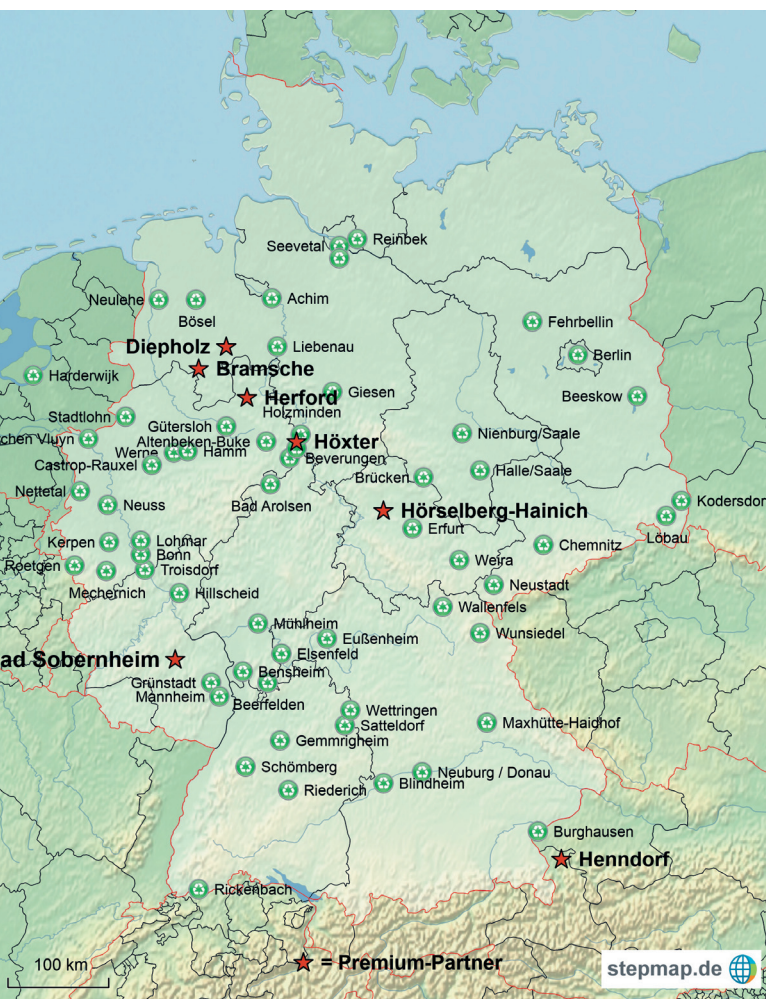 Seevetal
Reinbek
Neulehe
Bösel
Achim
Fehrbellin
Diepholz
Liebenau
Berlin
Bramsche
Harderwijk
Giesen
Beeskow
Herford
Holzminden
Stadtlohn
Gütersloh
Nienburg/Saale
chen Vluyn
Altenbeken-Buke
Höxter
Werne
Hamm
Beverungen
Castrop-Rauxel
Halle/Saale
Brücken
Nettetal
Kodersdor
Neuss
Bad Arolsen
Hörselberg-Hainich
Erfurt
Löbau
Kerpen
Lohmar
Chemnitz
Bonn
Weira
Roetgen
Troisdorf
Neustadt
Mechernich
Hillscheid
Wallenfels
Mühlheim
Wunsiedel
Eußenheim
Elsenfeld
ad Sobernheim
Bensheim
Grünstadt
Mannheim
Beerfelden
Wettringen
Satteldorf
Maxhütte-Haidhof
Gemmrigheim
Schömberg
Neuburg / Donau
Blindheim
Riederich
Burghausen
Henndorf
Rickenbach
100 km
= Premium-Partner
stepmap.de